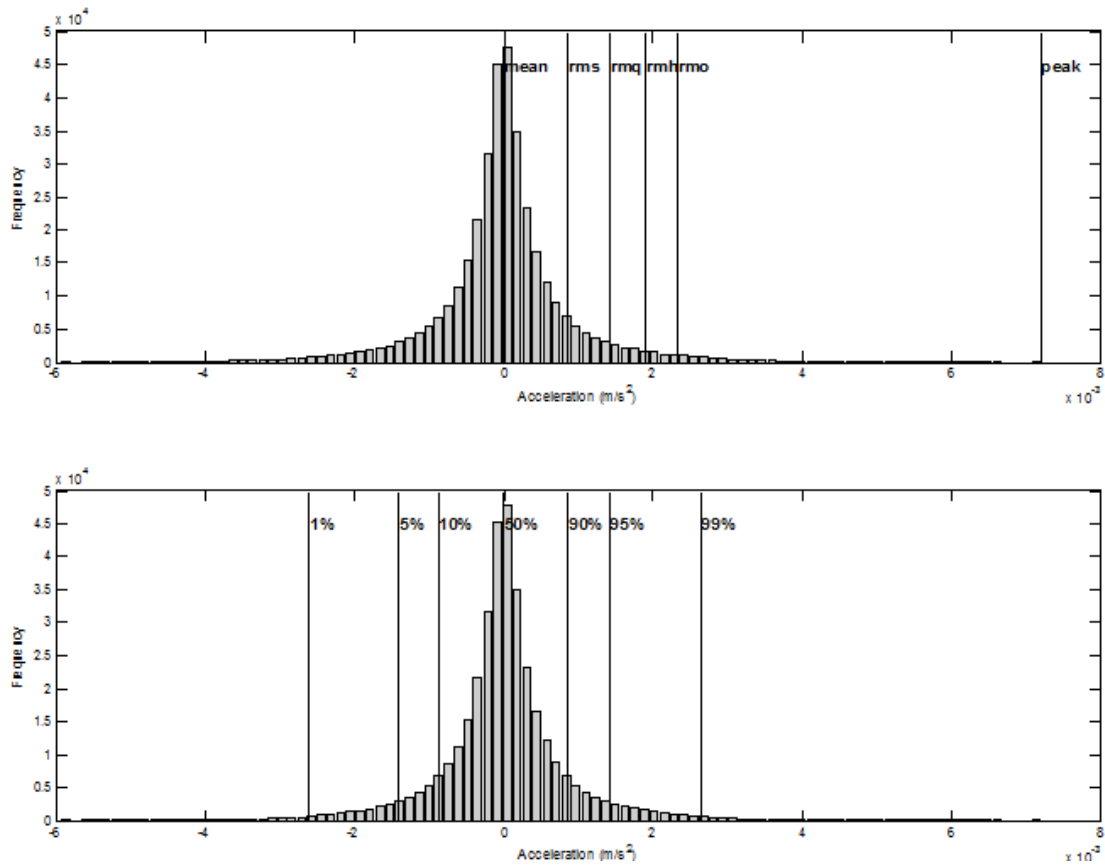 x 10^4
5
4.5
4
3.5
3
2.5
2
1.5
1
0.5
0
Frequency
mean rms rmq rmh rmo peak
-6 -4 -2 0 2 4 6 8
Acceleration (m/s^2)
x 10^-3
x 10^4
5
4.5
4
3.5
3
2.5
2
1.5
1
0.5
0
Frequency
1% 5% 10% 50% 90% 95% 99%
-6 -4 -2 0 2 4 6 8
Acceleration (m/s^2)
x 10^-3